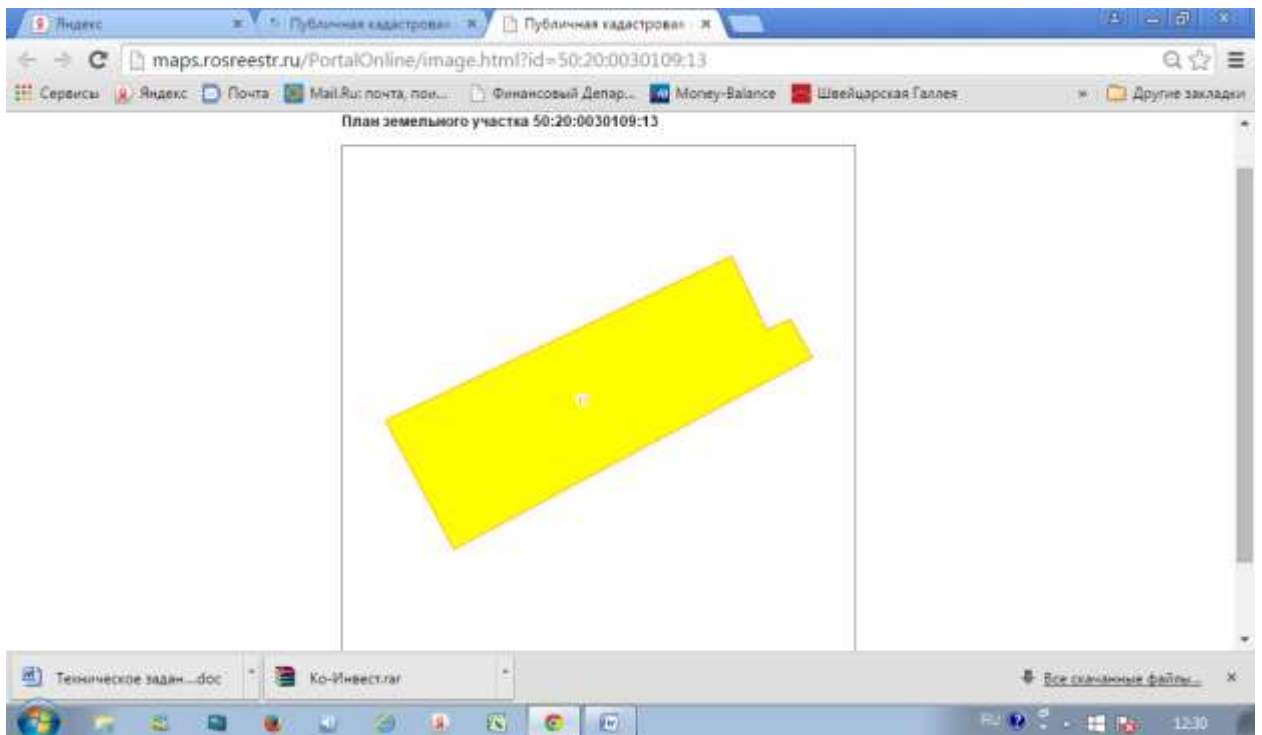 Яндекс
Публичная кадастровая
Публичная кадастровая
maps.rosreestr.ru/PortalOnline/image.html?id=50:20:0030109:13
Сервисы Яндекс Почта Mail.Ru: почта, пои... Финансовый Депар... Money-Balance Швейцарская Галлея » Другие закладки
План земельного участка 50:20:0030109:13
Техническое задан....doc
Ко-Инвест.rar
Все скачанные файлы...
RU
12:30